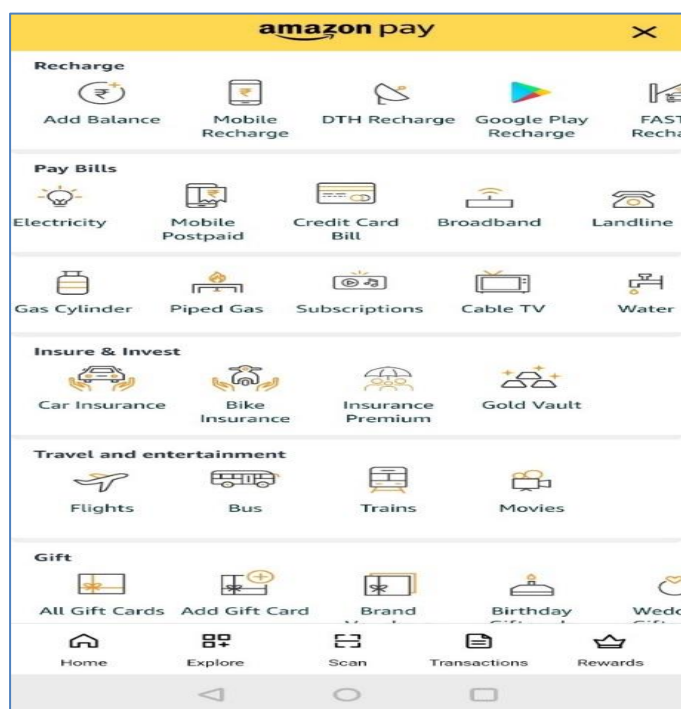 amazon pay
Recharge
Add Balance Mobile DTH Recharge Google Play FAST
Recharge Recharge Recha
Pay Bills
Electricity Mobile Credit Card Broadband Landline
Postpaid Bill
Gas Cylinder Piped Gas Subscriptions Cable TV Water
Insure & Invest
Car Insurance Bike Insurance Gold Vault
Insurance Premium
Travel and entertainment
Flights Bus Trains Movies
Gift
All Gift Cards Add Gift Card Brand Birthday Wedd
Home Explore Scan Transactions Rewards